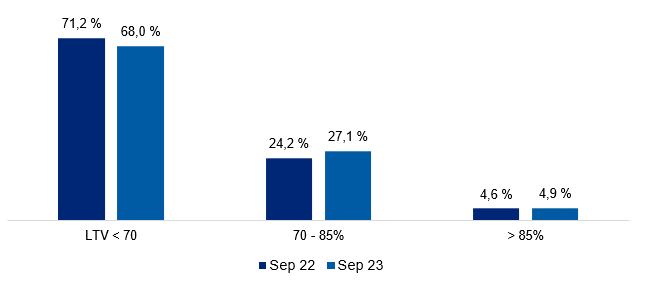 71,2 %
68,0 %
24,2 %
27,1 %
4,6 %
4,9 %
LTV < 70
70 - 85%
> 85%
Sep 22
Sep 23